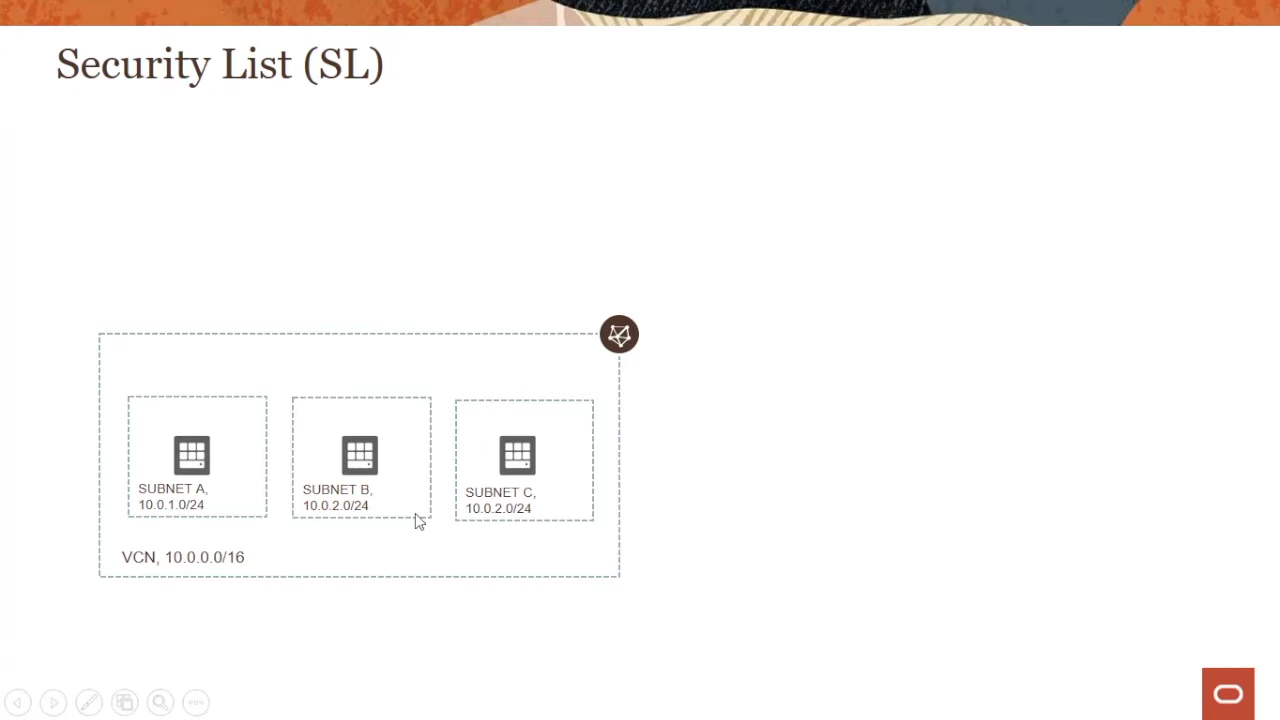 Security List (SL)
SUBNET A,
10.0.1.0/24
SUBNET B,
10.0.2.0/24
SUBNET C,
10.0.2.0/24
VCN, 10.0.0.0/16